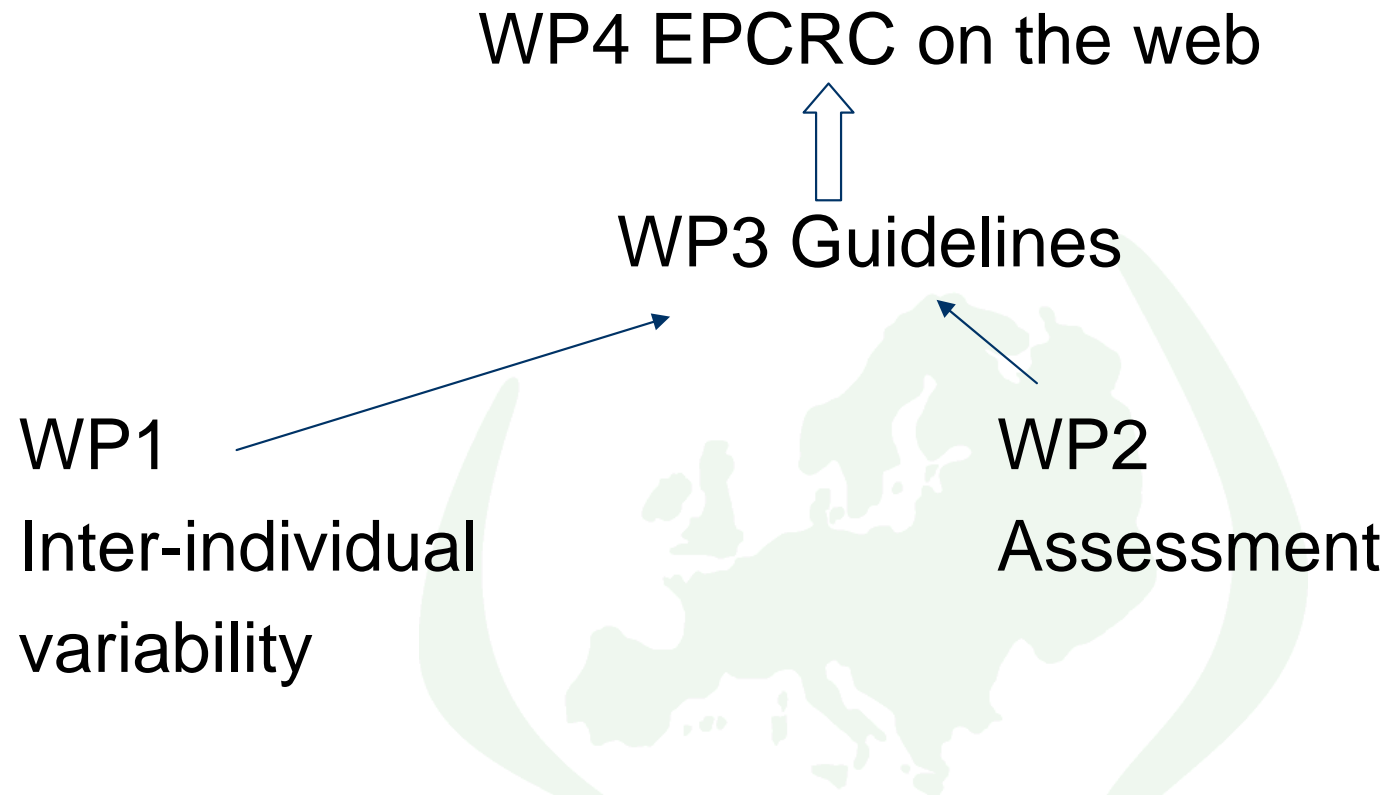 WP4 EPCRC on the web
WP3 Guidelines
WP1
Inter-individual
variability
WP2
Assessment